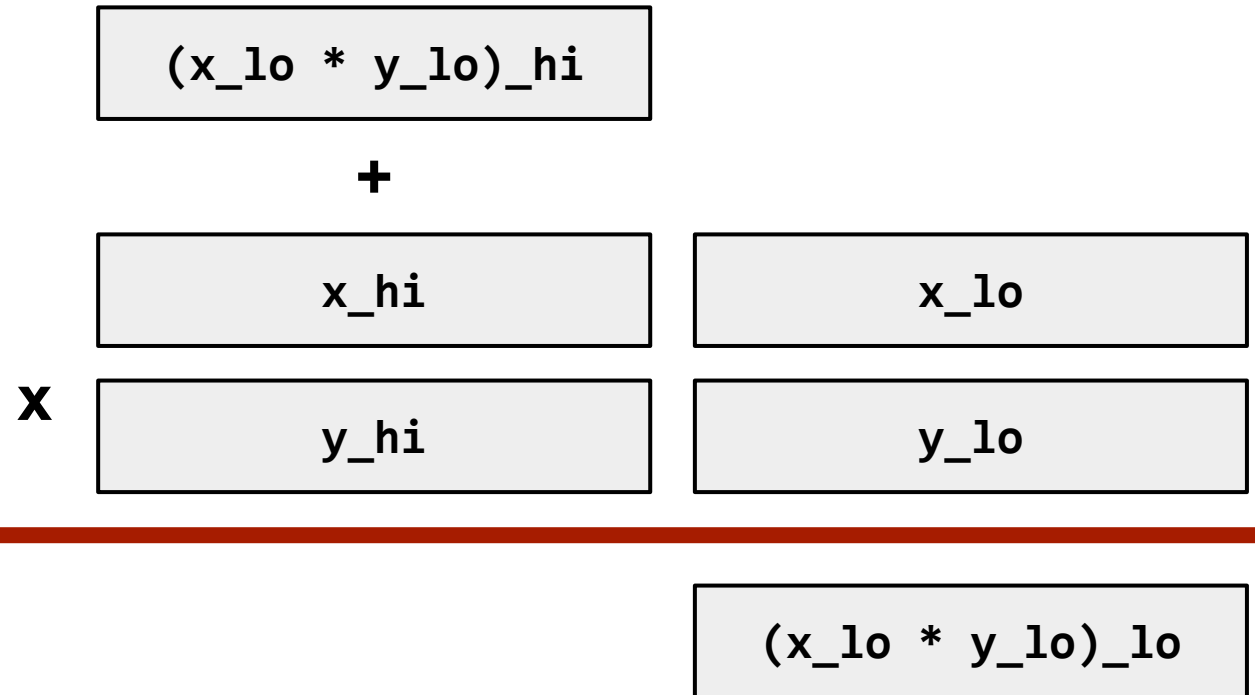 (x_lo * y_lo)_hi
+
x_hi x_lo
x y_hi y_lo
(x_lo * y_lo)_lo